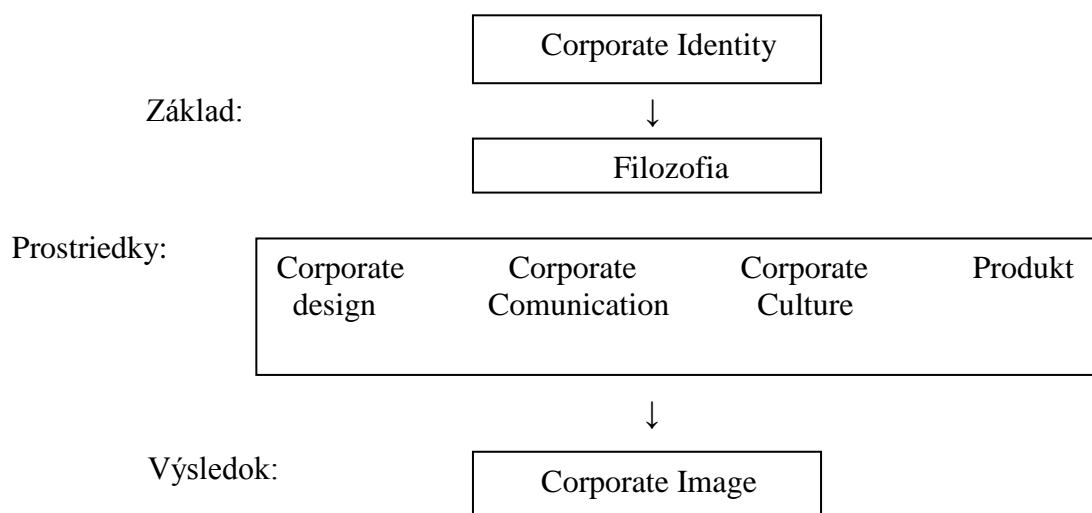 Corporate Identity
Základ:
↓
Filozofia
Prostriedky:
Corporate Corporate Corporate Produkt
design Comunication Culture
↓
Výsledok:
Corporate Image